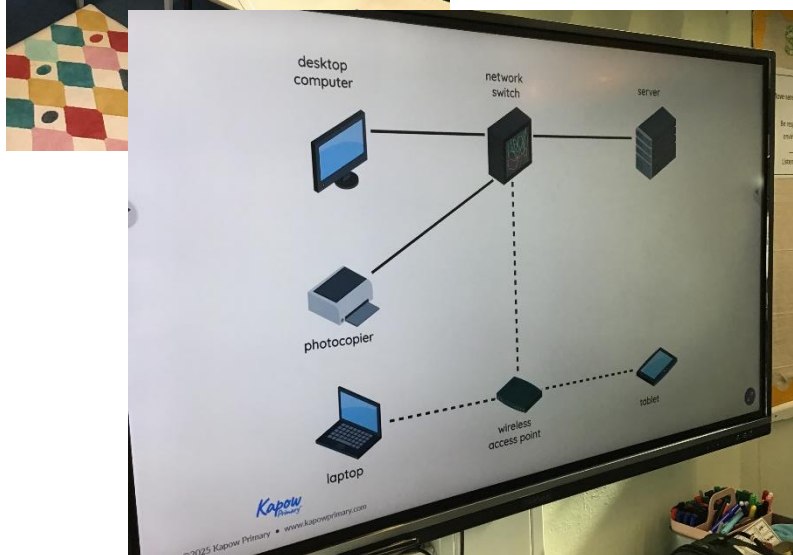 desktop
computer
network
switch
server
photocopier
laptop
wireless
access point
tablet
Kapow
Primary
©2025 Kapow Primary • www.kapowprimary.com